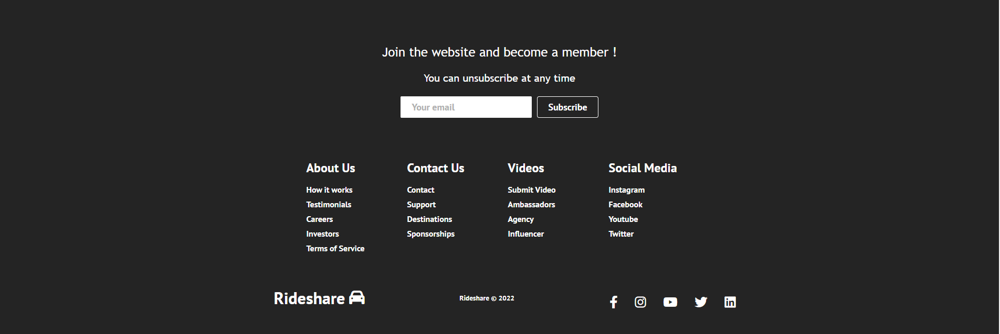 Join the website and become a member !
You can unsubscribe at any time
Your email
Subscribe
About Us
How it works
Testimonials
Careers
Investors
Terms of Service
Contact Us
Contact
Support
Destinations
Sponsorships
Videos
Submit Video
Ambassadors
Agency
Influencer
Social Media
Instagram
Facebook
Youtube
Twitter
Rideshare
Rideshare © 2022